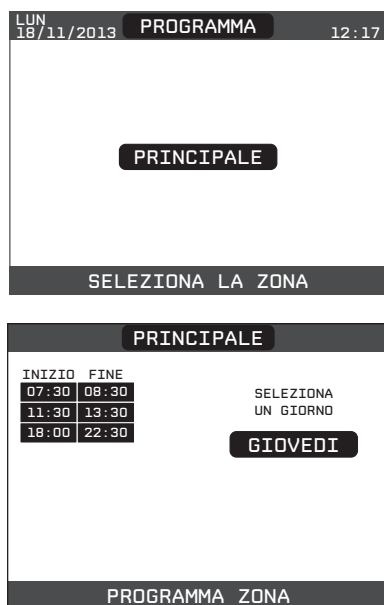 LUN
18/11/2013 PROGRAMMA 12:17
PRINCIPALE
SELEZIONA LA ZONA
PRINCIPALE
INIZIO FINE
07:30 08:30
11:30 13:30
18:00 22:30
SELEZIONA
UN GIORNO
GIOVEDI
PROGRAMMA ZONA